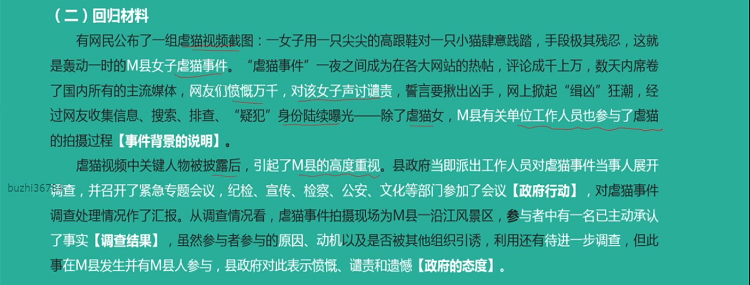 （二）回归材料
有网民公布了一组虐猫视频截图：一女子用一只尖尖的高跟鞋对一只小猫肆意践踏，手段极其残忍，这就
是轰动一时的M县女子虐猫事件。“虐猫事件”一夜之间成为在各大网站的热帖，评论成千上万，数天内席卷
了国内所有的主流媒体，网友们愤慨万千，对该女子声讨谴责，誓言要揪出凶手，网上掀起“缉凶”狂潮，经
过网友收集信息、搜索、排查、“疑犯”身份陆续曝光——除了虐猫女，M县有关单位工作人员也参与了虐猫
的拍摄过程【事件背景的说明】。
虐猫视频中关键人物被披露后，引起了M县的高度重视。县政府当即派出工作人员对虐猫事件当事人展开
调查，并召开了紧急专题会议，纪检、宣传、检察、公安、文化等部门参加了会议【政府行动】，对虐猫事件
调查处理情况作了汇报。从调查情况看，虐猫事件拍摄现场为M县一沿江风景区，参与者中有一名已主动承认
了事实【调查结果】，虽然参与者参与的原因、动机以及是否被其他组织引诱，利用还有待进一步调查，但此
事在M县发生并有M县人参与，县政府对此表示愤慨、谴责和遗憾【政府的态度】。